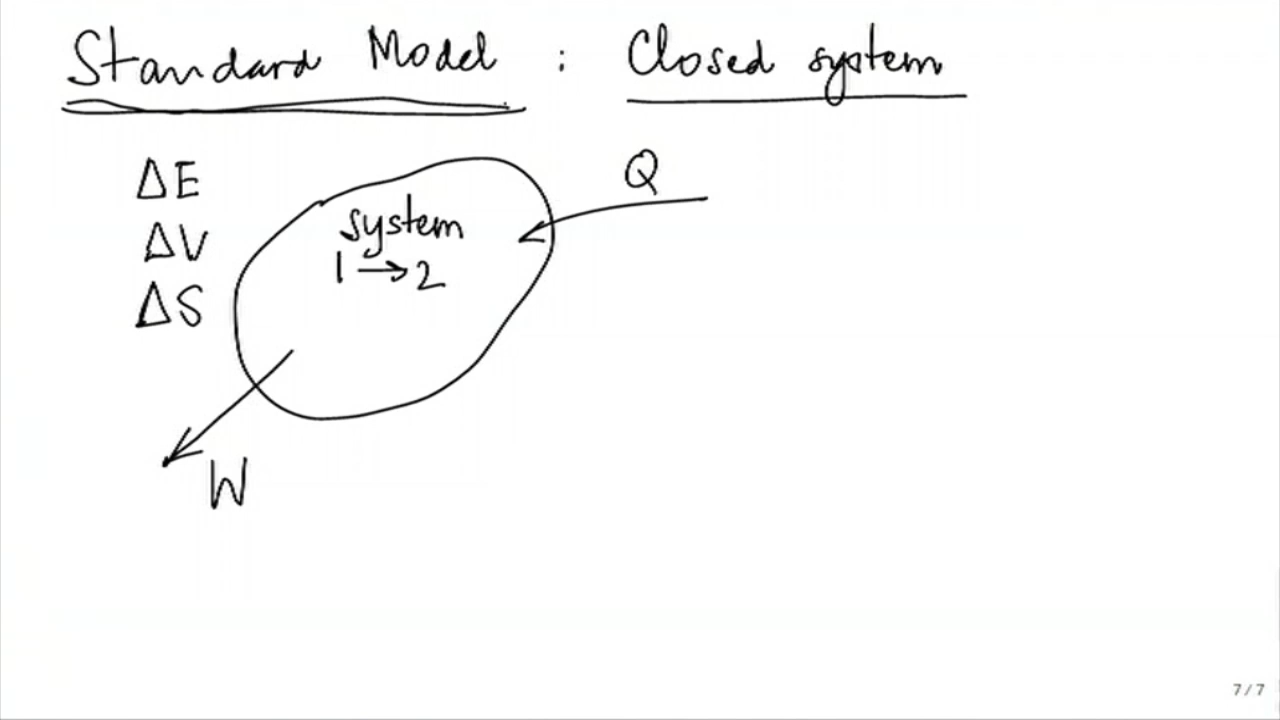 Standard Model : Closed system
ΔE
ΔV
ΔS
system
1 → 2
Q
W
7 / 7